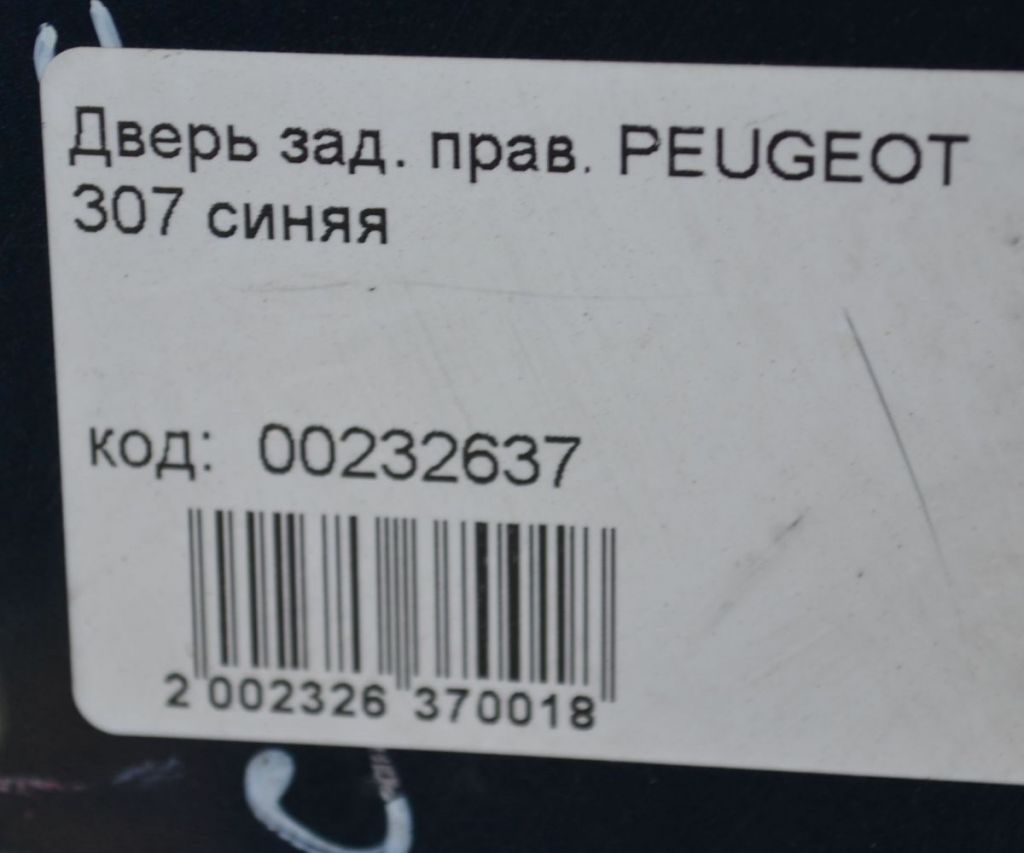 Дверь зад. прав. PEUGEOT
307 синяя
код: 00232637
2 002326 370018